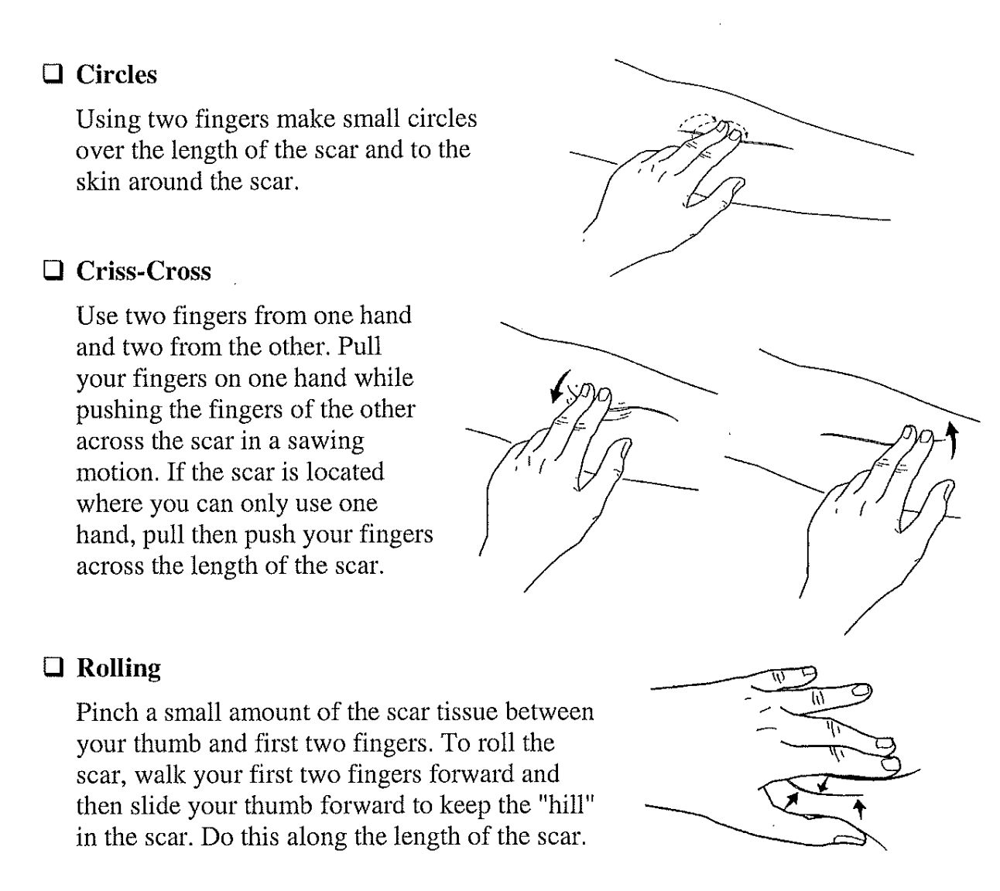 ❏ Circles
Using two fingers make small circles
over the length of the scar and to the
skin around the scar.
❏ Criss-Cross
Use two fingers from one hand
and two from the other. Pull
your fingers on one hand while
pushing the fingers of the other
across the scar in a sawing
motion. If the scar is located
where you can only use one
hand, pull then push your fingers
across the length of the scar.
❏ Rolling
Pinch a small amount of the scar tissue between
your thumb and first two fingers. To roll the
scar, walk your first two fingers forward and
then slide your thumb forward to keep the "hill"
in the scar. Do this along the length of the scar.